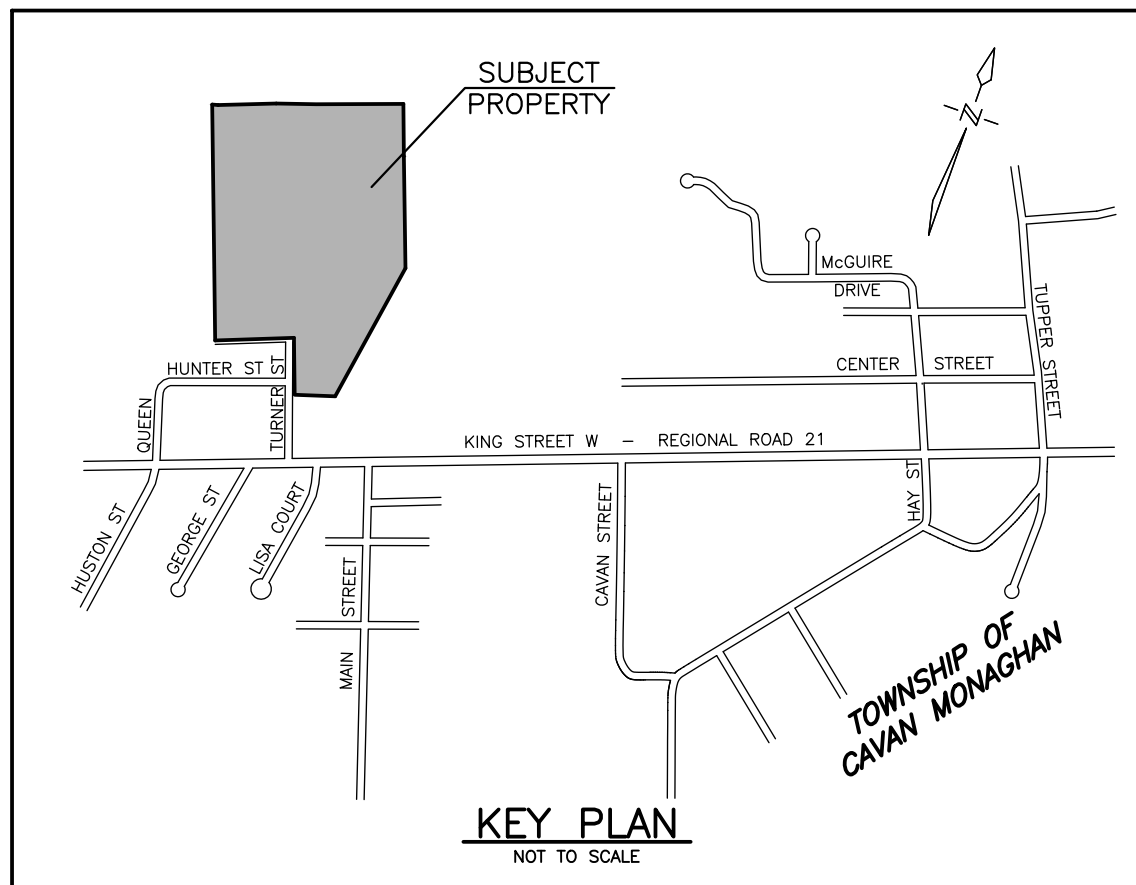 SUBJECT
PROPERTY
N
McGUIRE
DRIVE
TUPPER STREET
CENTER STREET
HUNTER ST
TURNER ST
QUEEN
KING STREET W - REGIONAL ROAD 21
HUSTON ST
GEORGE ST
LISA COURT
MAIN STREET
CAVAN STREET
HAY ST
TOWNSHIP OF
CAVAN MONAGHAN
KEY PLAN
NOT TO SCALE